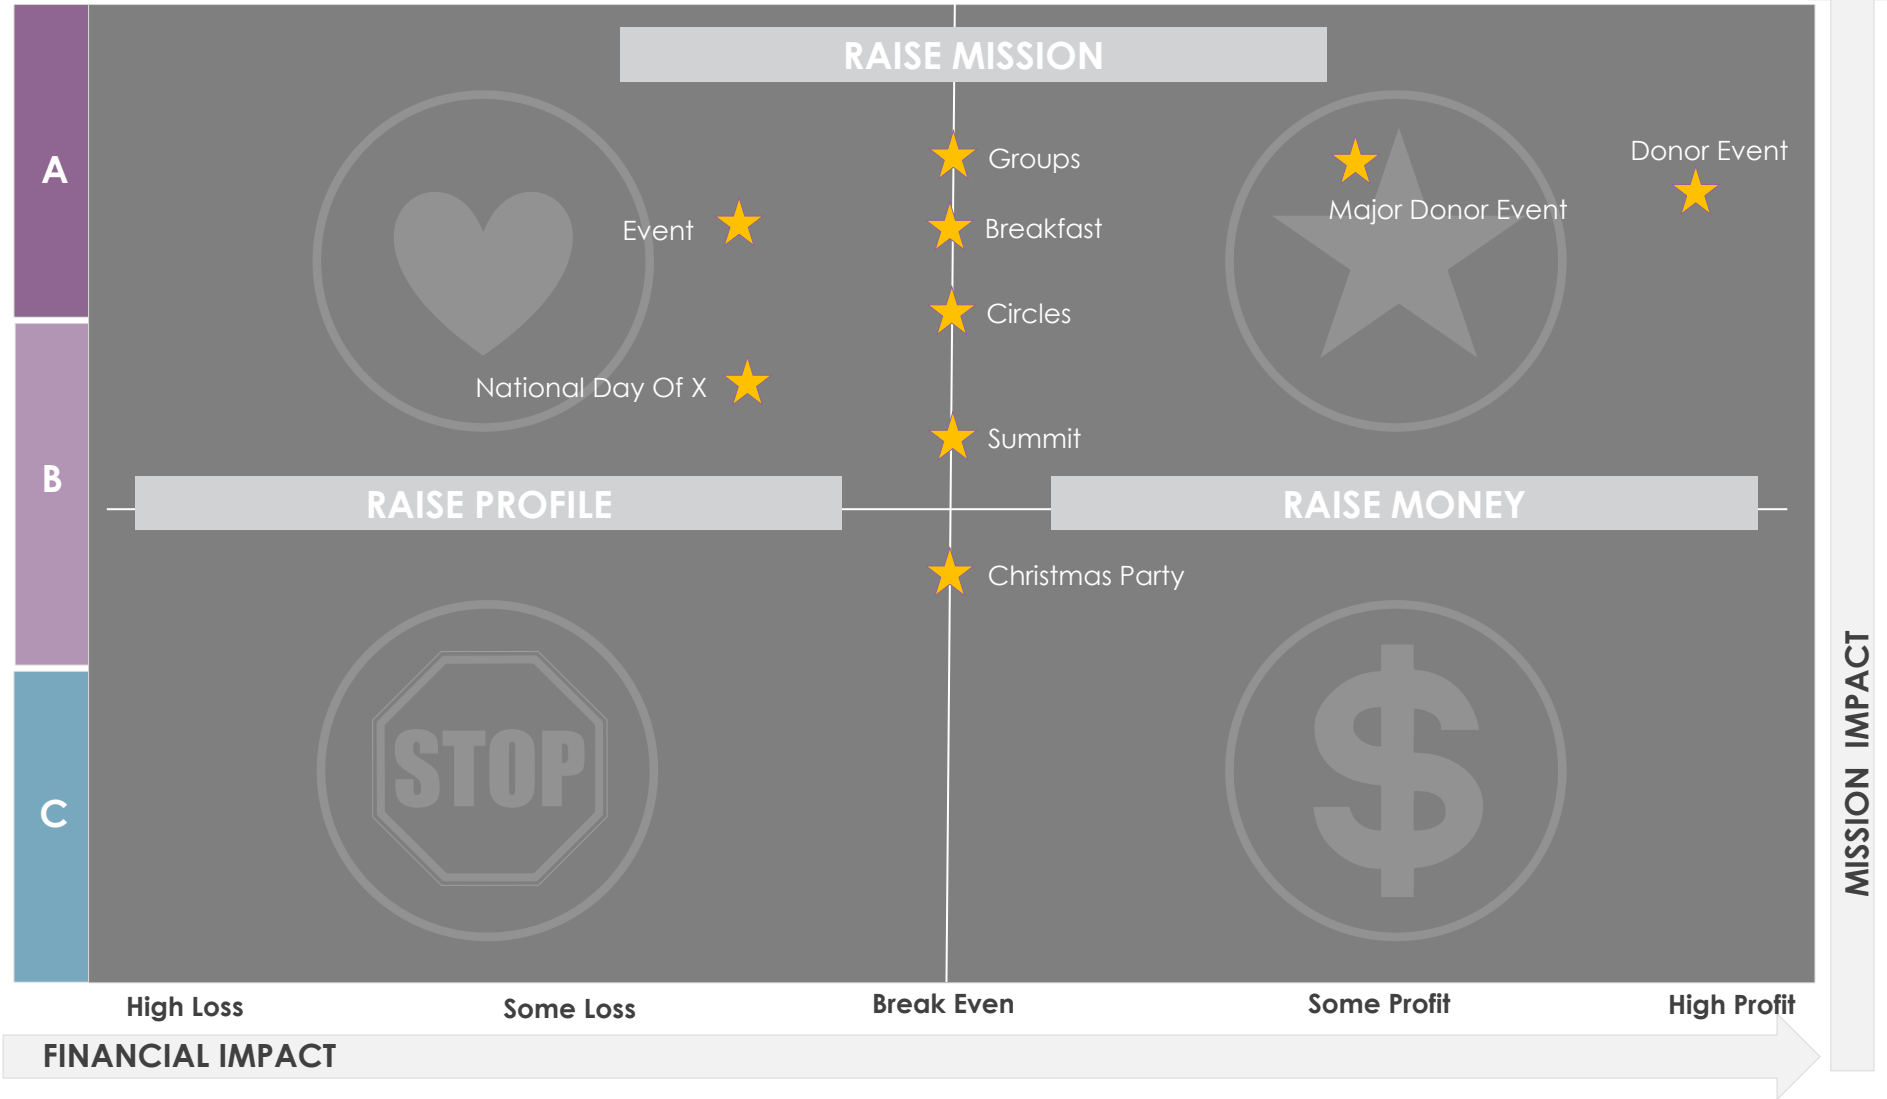 RAISE MISSION
A
Groups
Donor Event
Major Donor Event
Event
Breakfast
Circles
National Day Of X
Summit
B
RAISE PROFILE
RAISE MONEY
Christmas Party
STOP
C
MISSION IMPACT
High Loss
Some Loss
Break Even
Some Profit
High Profit
FINANCIAL IMPACT